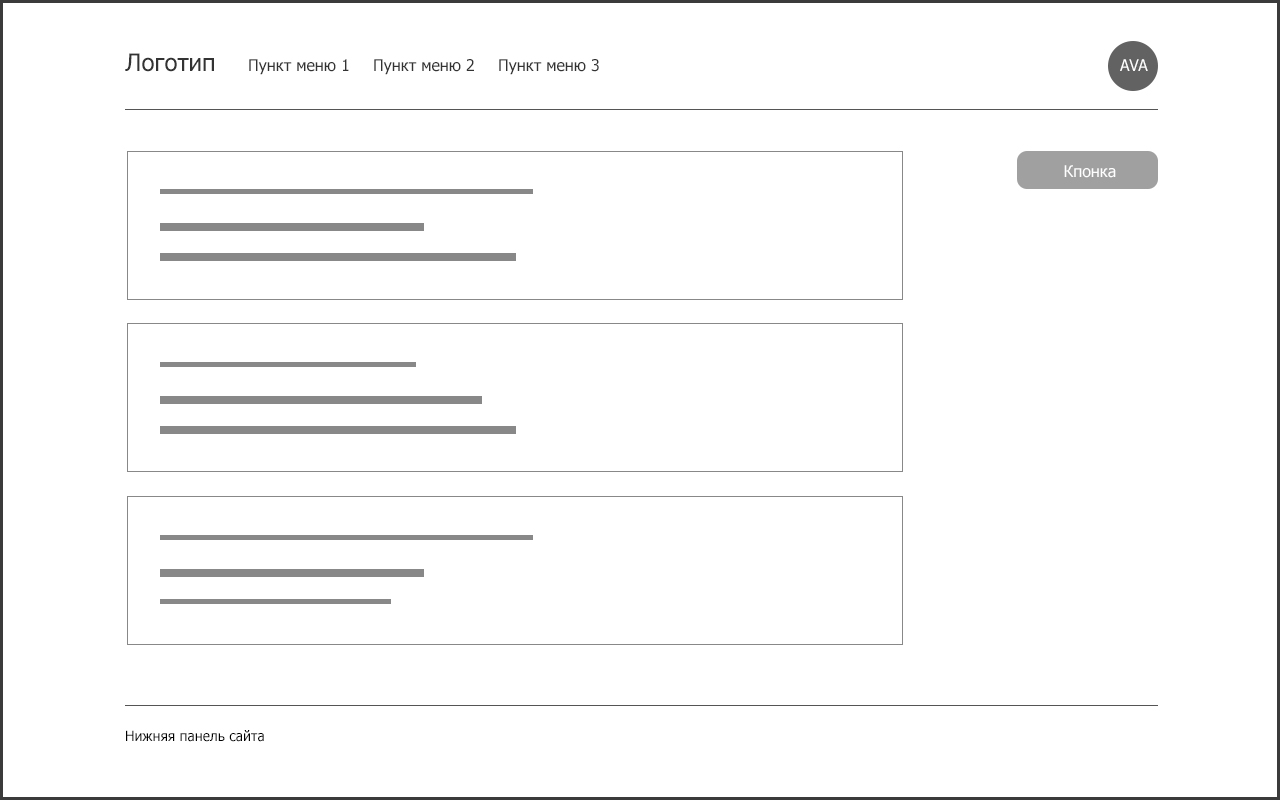 Логотип Пункт меню 1 Пункт меню 2 Пункт меню 3 AVA
Кпонка
Нижняя панель сайта